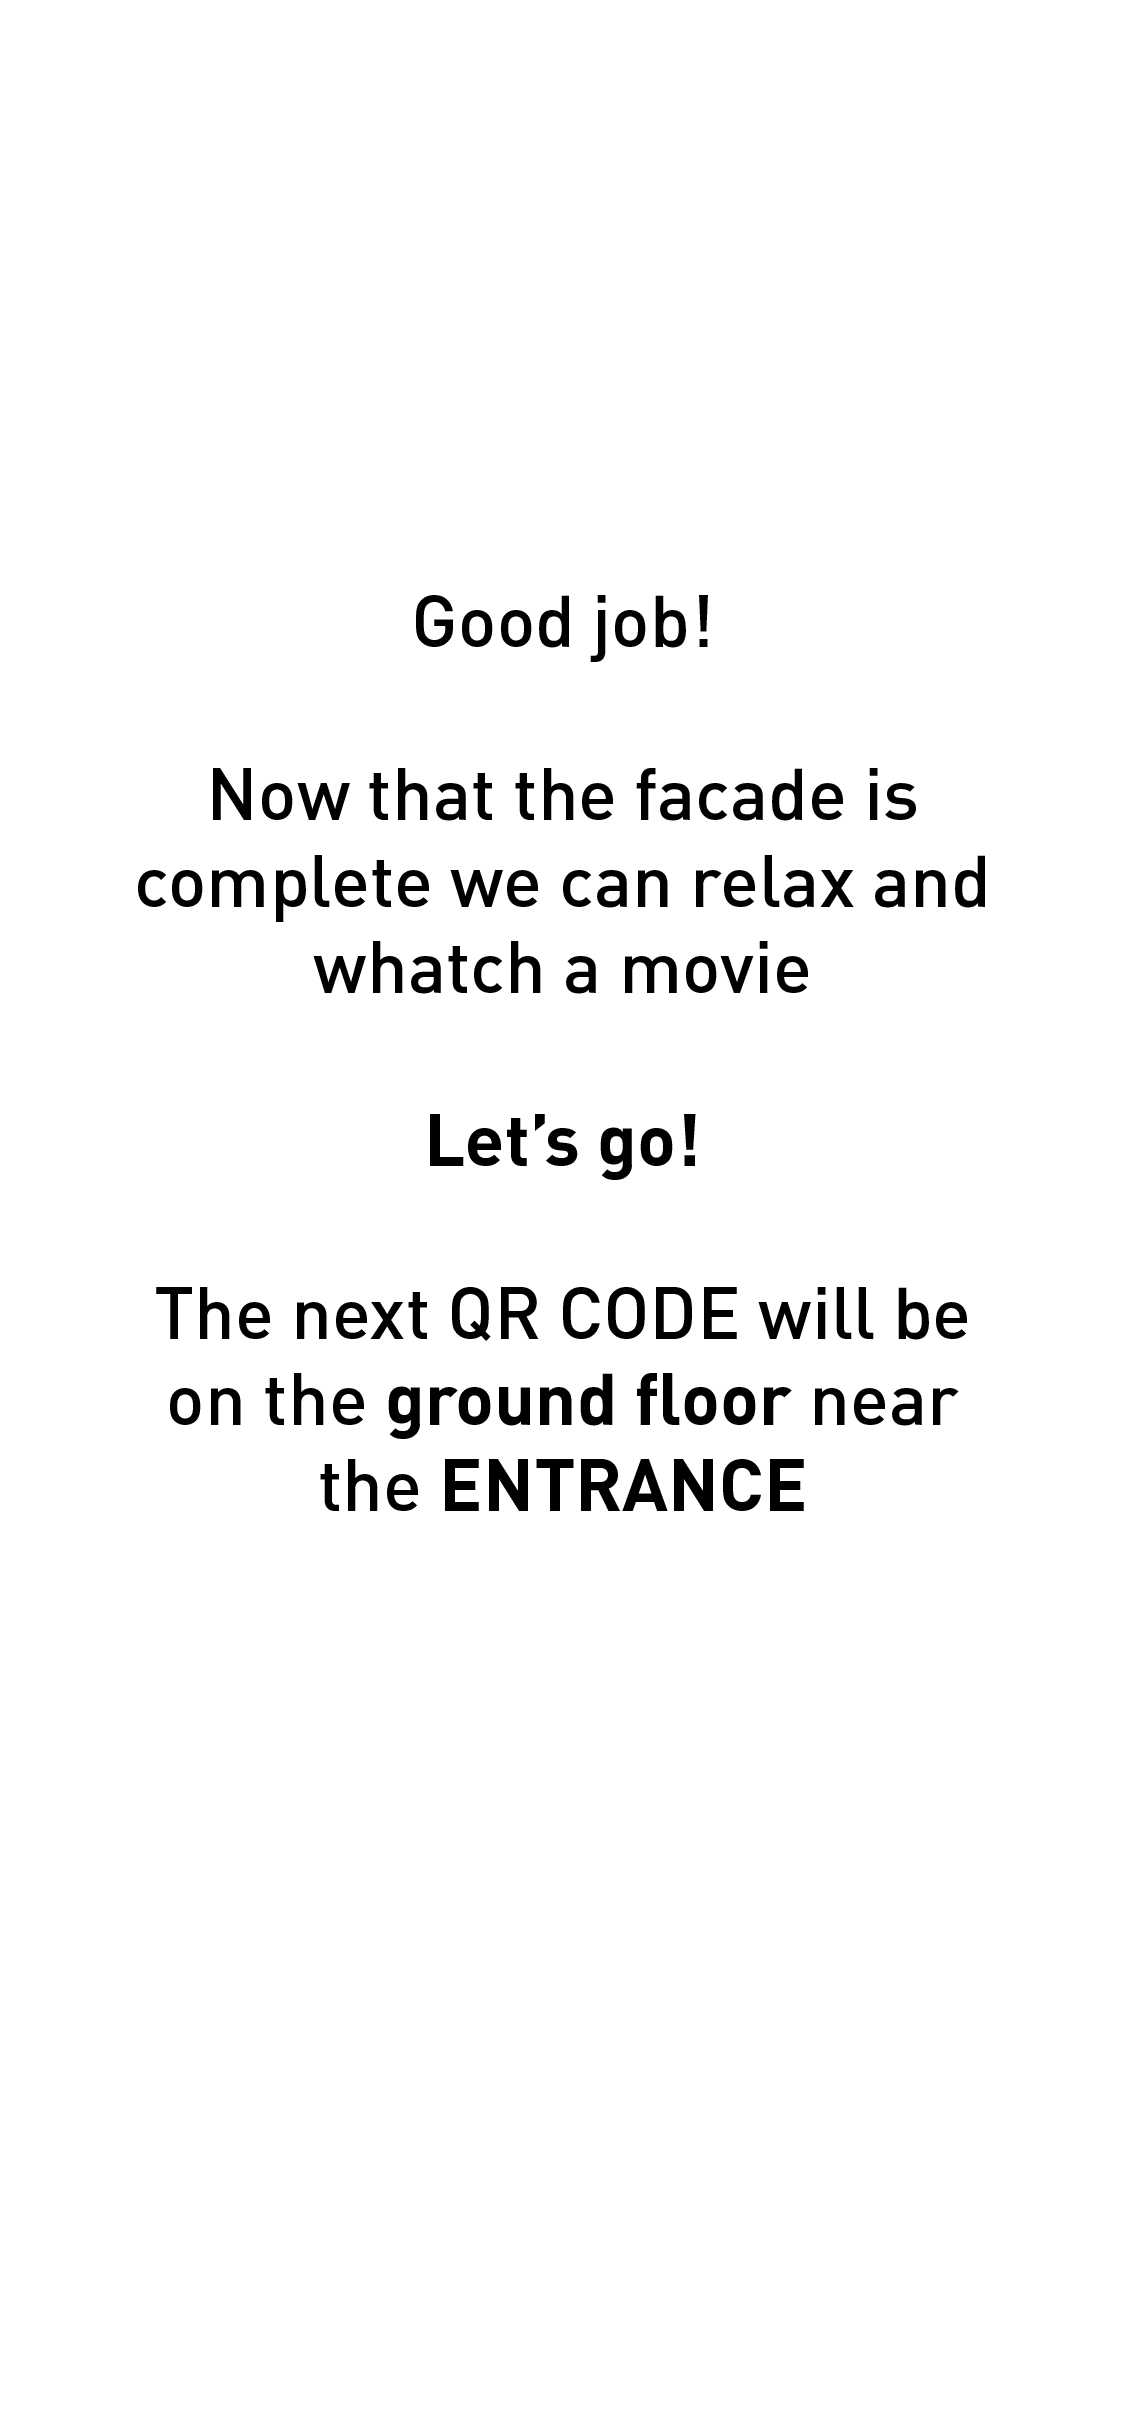 Good job!
Now that the facade is
complete we can relax and
whatch a movie
Let’s go!
The next QR CODE will be
on the ground floor near
the ENTRANCE